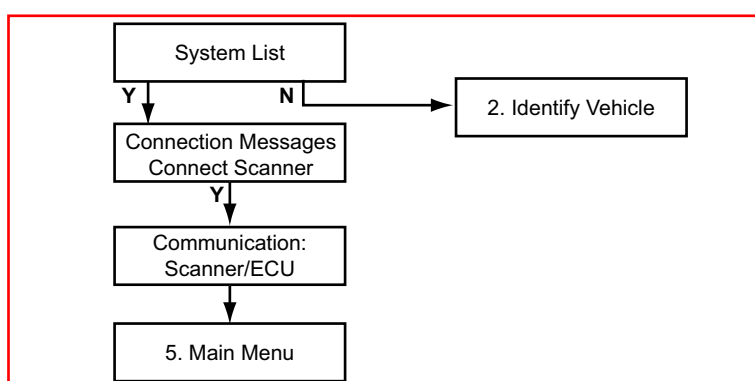 System List
Y
N
2. Identify Vehicle
Connection Messages
Connect Scanner
Y
Communication:
Scanner/ECU
5. Main Menu